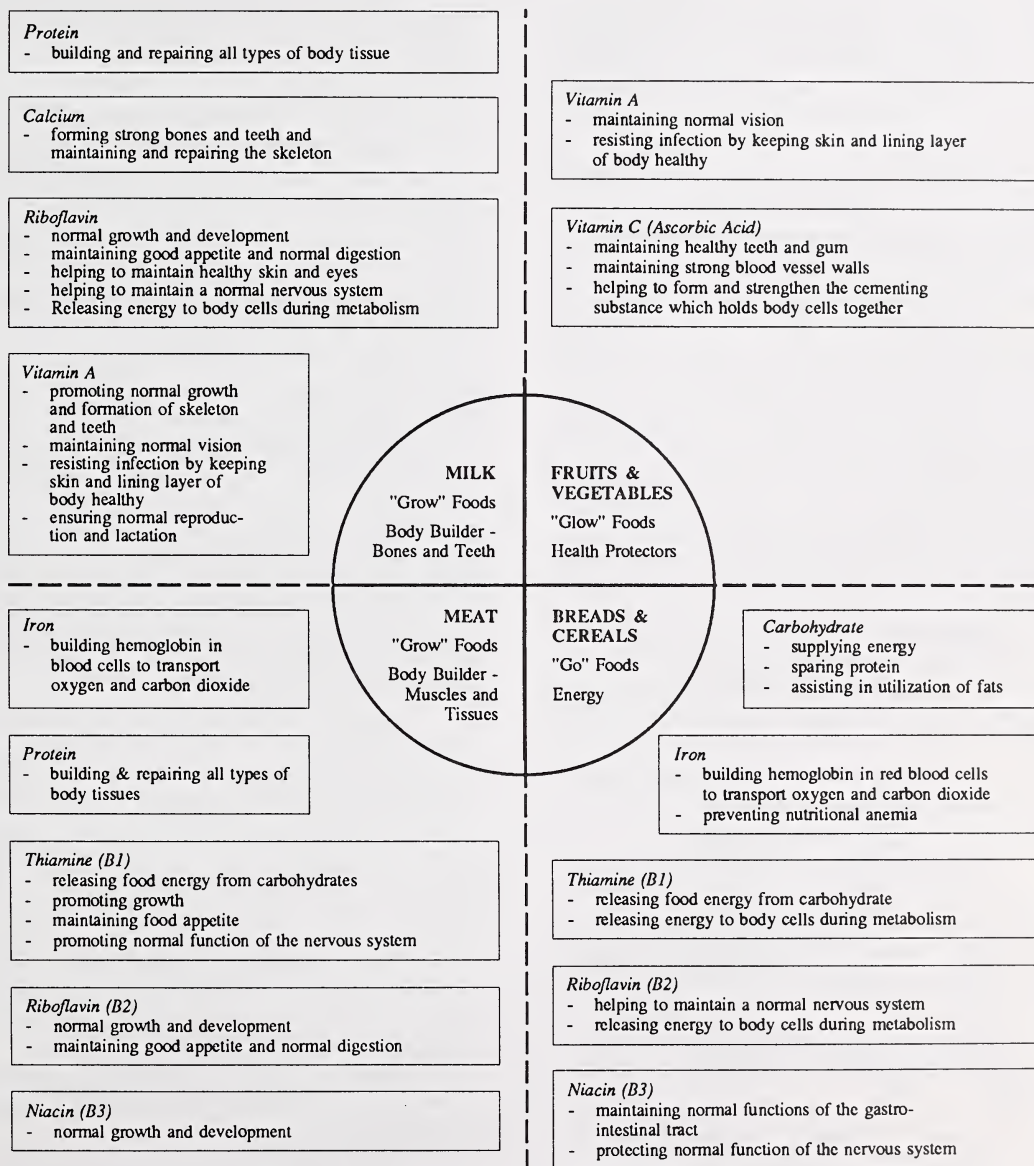 Protein
- building and repairing all types of body tissue
Calcium
- forming strong bones and teeth and
maintaining and repairing the skeleton
Riboflavin
- normal growth and development
- maintaining good appetite and normal digestion
- helping to maintain healthy skin and eyes
- helping to maintain a normal nervous system
- Releasing energy to body cells during metabolism
Vitamin A
- promoting normal growth
and formation of skeleton
and teeth
- maintaining normal vision
- resisting infection by keeping
skin and lining layer of
body healthy
- ensuring normal reproduc-
tion and lactation
Vitamin A
- maintaining normal vision
- resisting infection by keeping skin and lining layer
of body healthy
Vitamin C (Ascorbic Acid)
- maintaining healthy teeth and gum
- maintaining strong blood vessel walls
- helping to form and strengthen the cementing
substance which holds body cells together
MILK
"Grow" Foods
Body Builder -
Bones and Teeth
FRUITS &
VEGETABLES
"Glow" Foods
Health Protectors
MEAT
"Grow" Foods
Body Builder -
Muscles and
Tissues
BREADS &
CEREALS
"Go" Foods
Energy
Iron
- building hemoglobin in
blood cells to transport
oxygen and carbon dioxide
Protein
- building & repairing all types of
body tissues
Thiamine (B1)
- releasing food energy from carbohydrates
- promoting growth
- maintaining food appetite
- promoting normal function of the nervous system
Riboflavin (B2)
- normal growth and development
- maintaining good appetite and normal digestion
Niacin (B3)
- normal growth and development
Carbohydrate
- supplying energy
- sparing protein
- assisting in utilization of fats
Iron
- building hemoglobin in red blood cells
to transport oxygen and carbon dioxide
- preventing nutritional anemia
Thiamine (B1)
- releasing food energy from carbohydrate
- releasing energy to body cells during metabolism
Riboflavin (B2)
- helping to maintain a normal nervous system
- releasing energy to body cells during metabolism
Niacin (B3)
- maintaining normal functions of the gastro-
intestinal tract
- protecting normal function of the nervous system